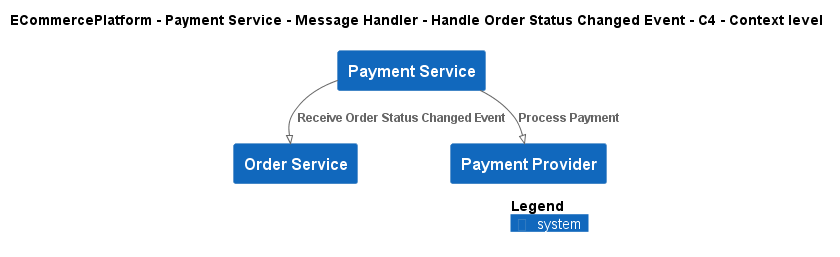 ECommercePlatform - Payment Service - Message Handler - Handle Order Status Changed Event - C4 - Context level
Payment Service
Receive Order Status Changed Event
Process Payment
Order Service
Payment Provider
Legend
system